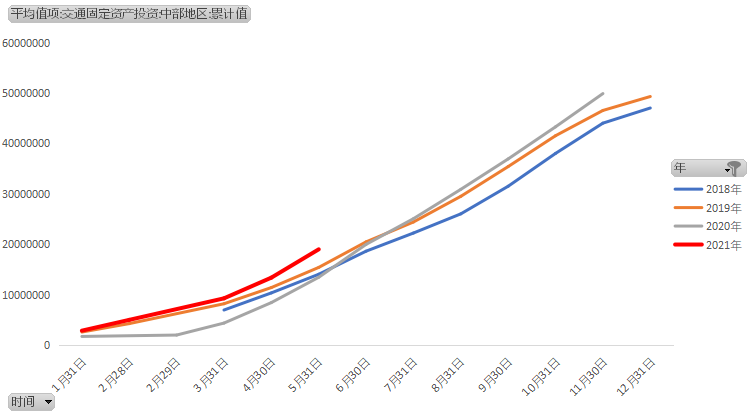 平均值项:交通固定资产投资:中部地区:累计值
60000000
50000000
40000000
30000000
20000000
10000000
0
年
2018年
2019年
2020年
2021年
1月31日
2月28日
2月29日
3月31日
4月30日
5月31日
6月30日
7月31日
8月31日
9月30日
10月31日
11月30日
12月31日
时间